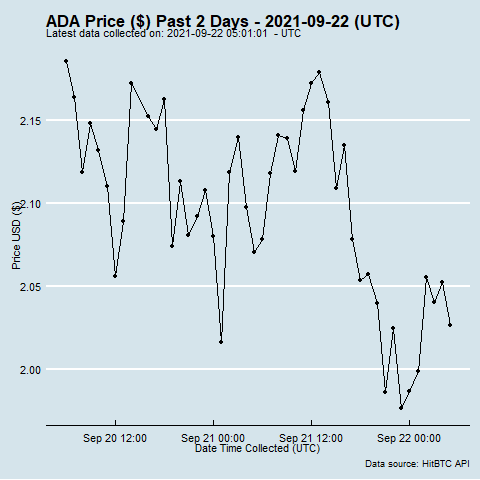 ADA Price ($) Past 2 Days - 2021-09-22 (UTC)
Latest data collected on: 2021-09-22 05:01:01  - UTC
2.15
2.10
2.05
2.00
Price USD ($)
Sep 20 12:00 Sep 21 00:00 Sep 21 12:00 Sep 22 00:00
Date Time Collected (UTC)
Data source: HitBTC API